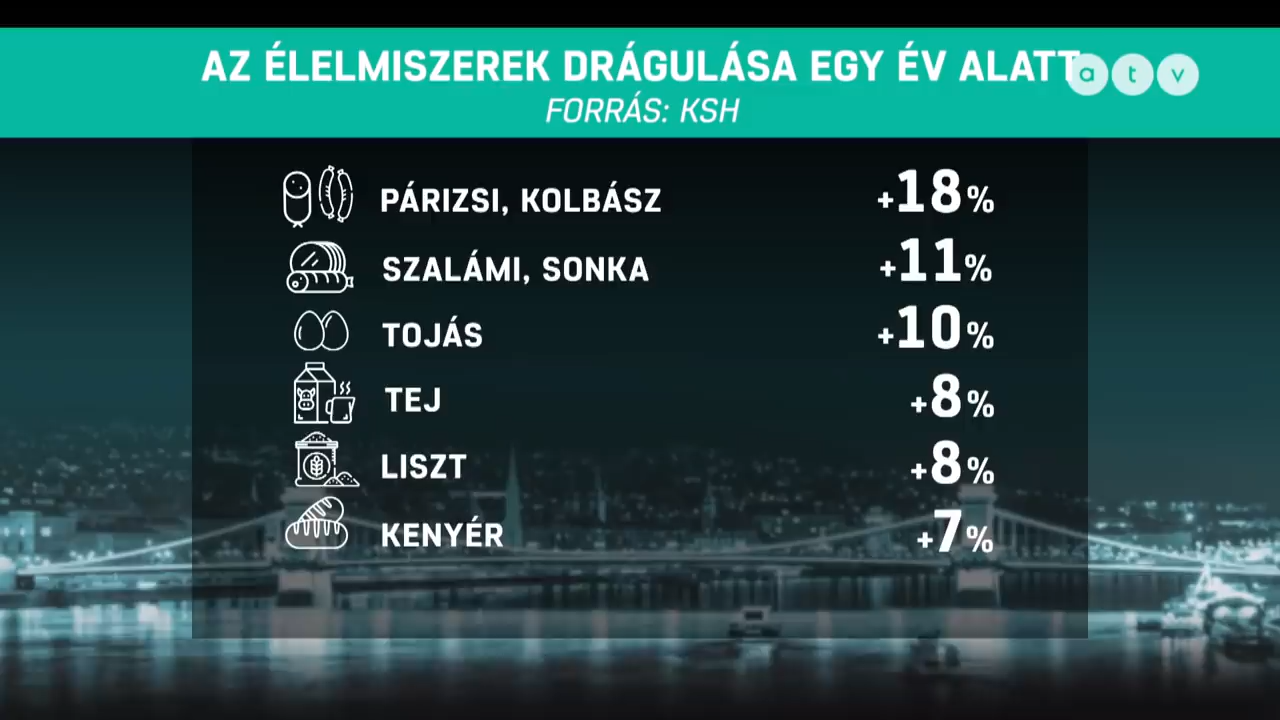 AZ ÉLELMISZEREK DRÁGULÁSA EGY ÉV ALATT
atv
FORRÁS: KSH
PÁRIZSI, KOLBÁSZ +18%
SZALÁMI, SONKA +11%
TOJÁS +10%
TEJ +8%
LISZT +8%
KENYÉR +7%